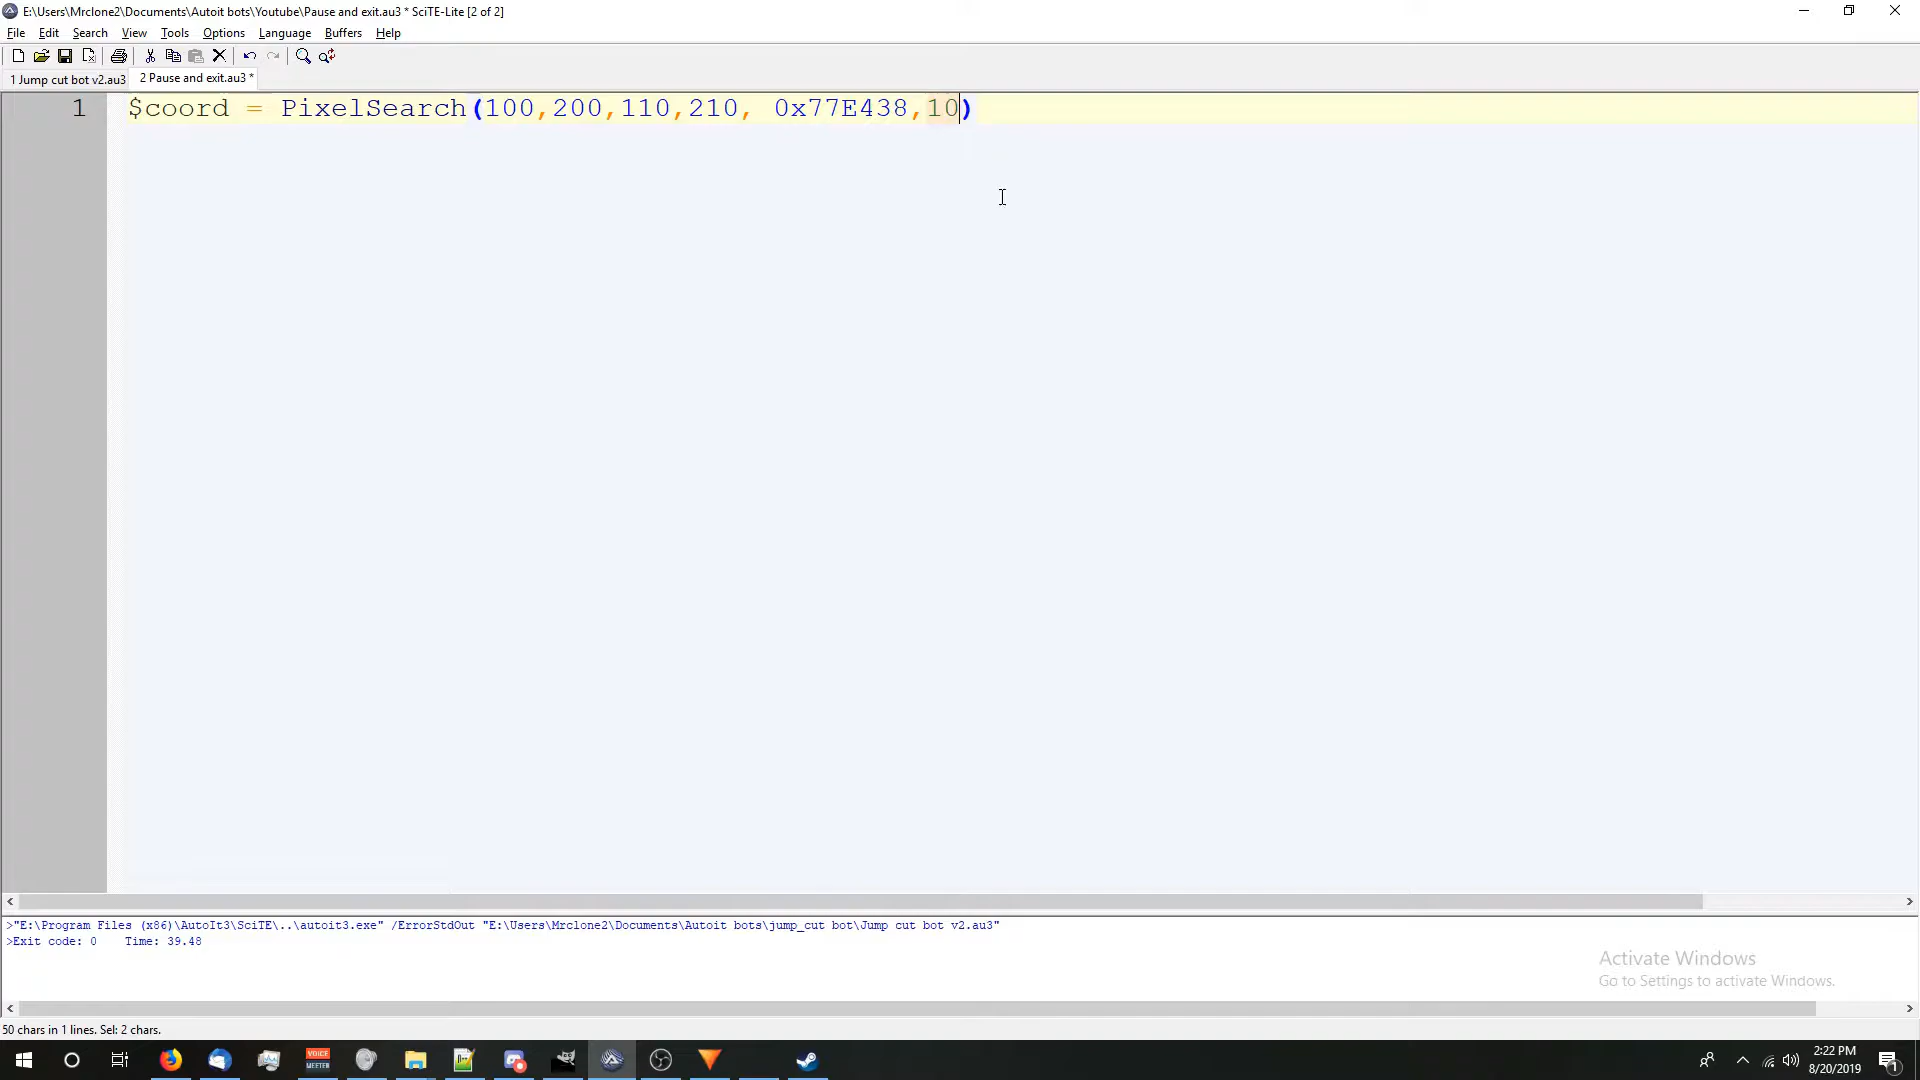 E:\Users\Mrclone2\Documents\Autoit bots\Youtube\Pause and exit.au3 * SciTE-Lite [2 of 2]
File Edit Search View Tools Options Language Buffers Help
1 Jump cut bot v2.au3 2 Pause and exit.au3 *
1 $coord = PixelSearch(100,200,110,210, 0x77E438,10)
>"E:\Program Files (x86)\AutoIt3\SciTE\..\autoit3.exe" /ErrorStdOut "E:\Users\Mrclone2\Documents\Autoit bots\jump_cut bot\Jump cut bot v2.au3"
>Exit code: 0    Time: 39.48
Activate Windows
Go to Settings to activate Windows.
50 chars in 1 lines. Sel: 2 chars.
VOICE
MEETER
2:22 PM
8/20/2019
1